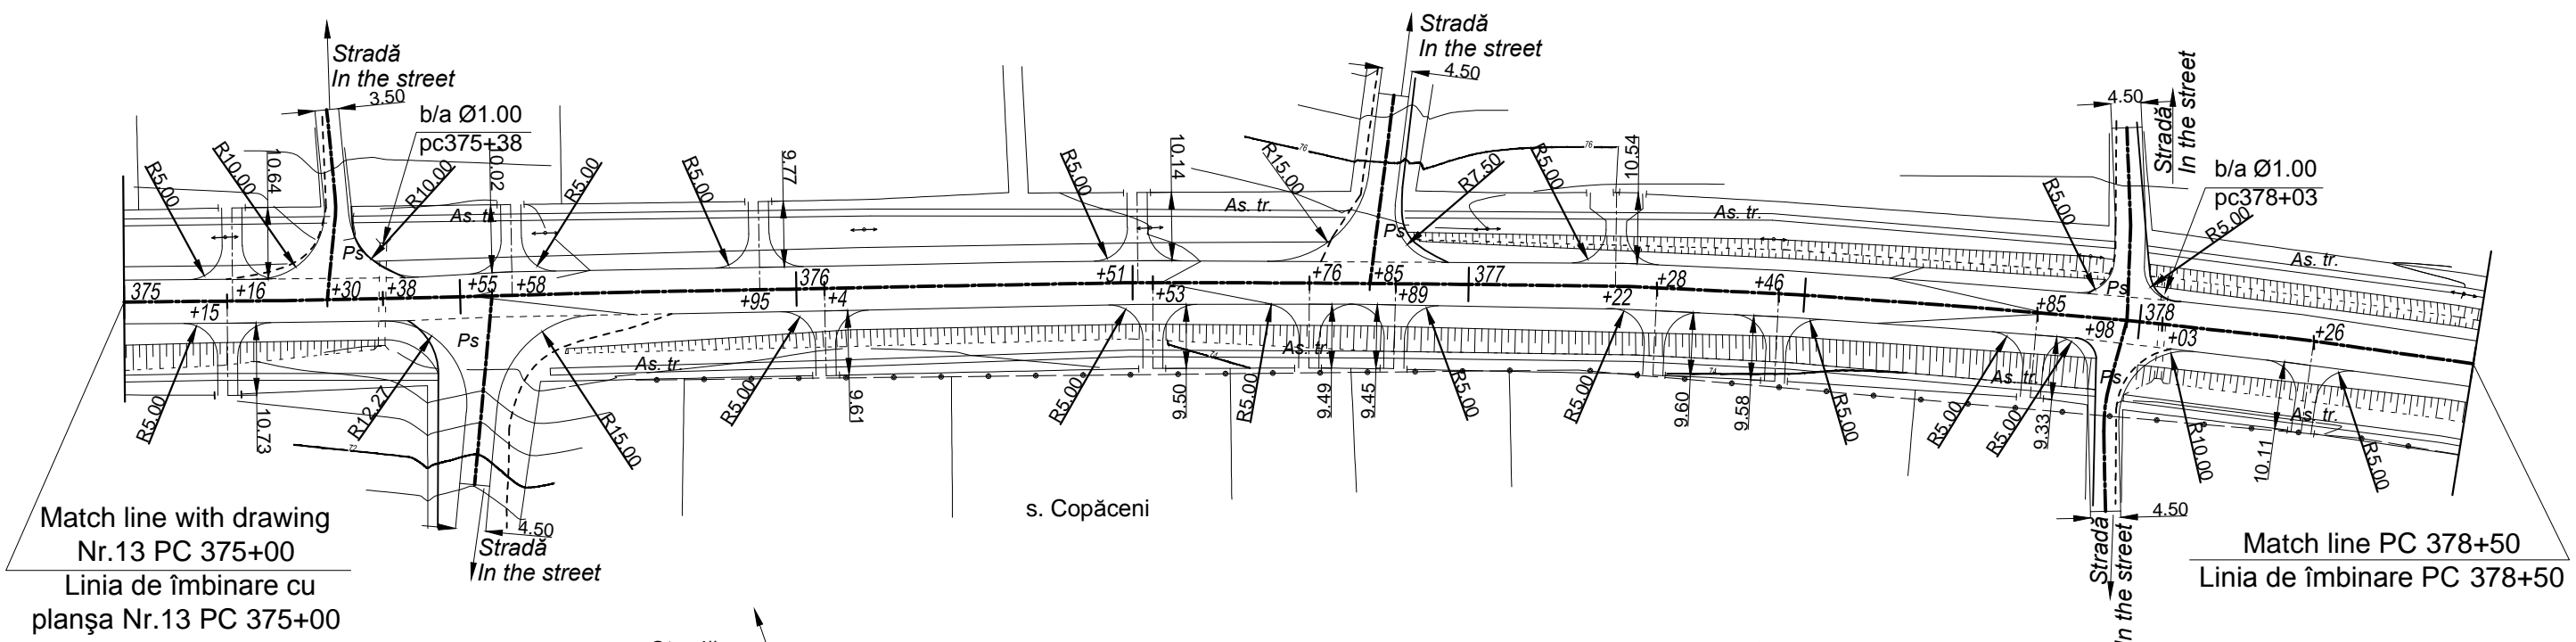 Stradă
In the street
3.50
b/a Ø1.00
pc375+38
R5.00
R10.00
10.64
R10.00
10.02
R5.00
R5.00
9.77
R5.00
10.14
R15.00
Stradă
In the street
4.50
R7.50
76
76
R5.00
10.54
4.50
Stradă
In the street
b/a Ø1.00
pc378+03
R5.00
R5.00
As. tr.
As. tr.
As. tr.
As. tr.
Ps
Ps
Ps
375
+15
+16
+30
+38
+55
+58
+95
376
+4
+51
+53
+76
+85
+89
377
+22
+28
+46
+85
+98
378
+03
+26
Ps
Ps
As. tr.
As. tr.
As. tr.
As. tr.
R5.00
10.73
R12.27
72
R15.00
R5.00
9.61
R5.00
74
9.50
R5.00
9.49
9.45
R5.00
R5.00
9.60
74
9.58
R5.00
R5.00
R5.00
9.33
R10.00
10.11
R5.00
4.50
Stradă
In the street
s. Copăceni
4.50
Stradă
In the street
Match line with drawing
Nr.13 PC 375+00
Linia de îmbinare cu
planşa Nr.13 PC 375+00
Match line PC 378+50
Linia de îmbinare PC 378+50